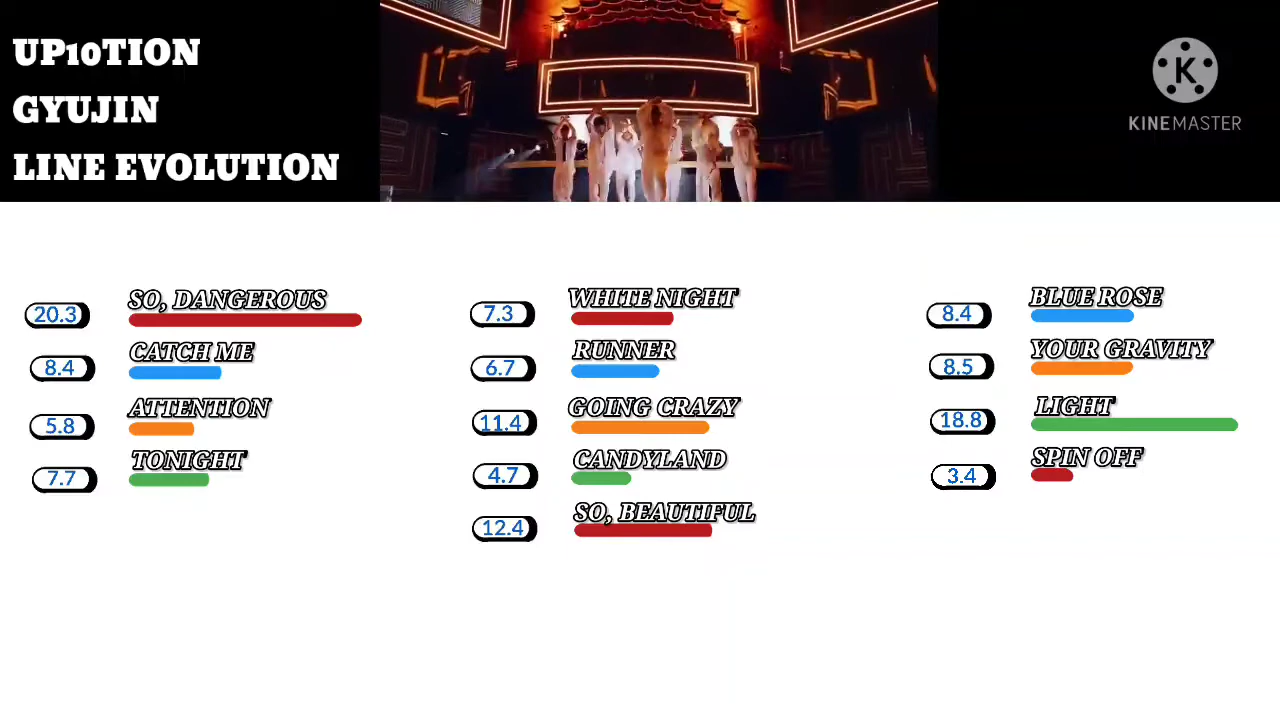 UP10TION
GYUJIN
LINE EVOLUTION
K
KINEMASTER
20.3 SO, DANGEROUS
8.4 CATCH ME
5.8 ATTENTION
7.7 TONIGHT
7.3 WHITE NIGHT
6.7 RUNNER
11.4 GOING CRAZY
4.7 CANDYLAND
12.4 SO, BEAUTIFUL
8.4 BLUE ROSE
8.5 YOUR GRAVITY
18.8 LIGHT
3.4 SPIN OFF